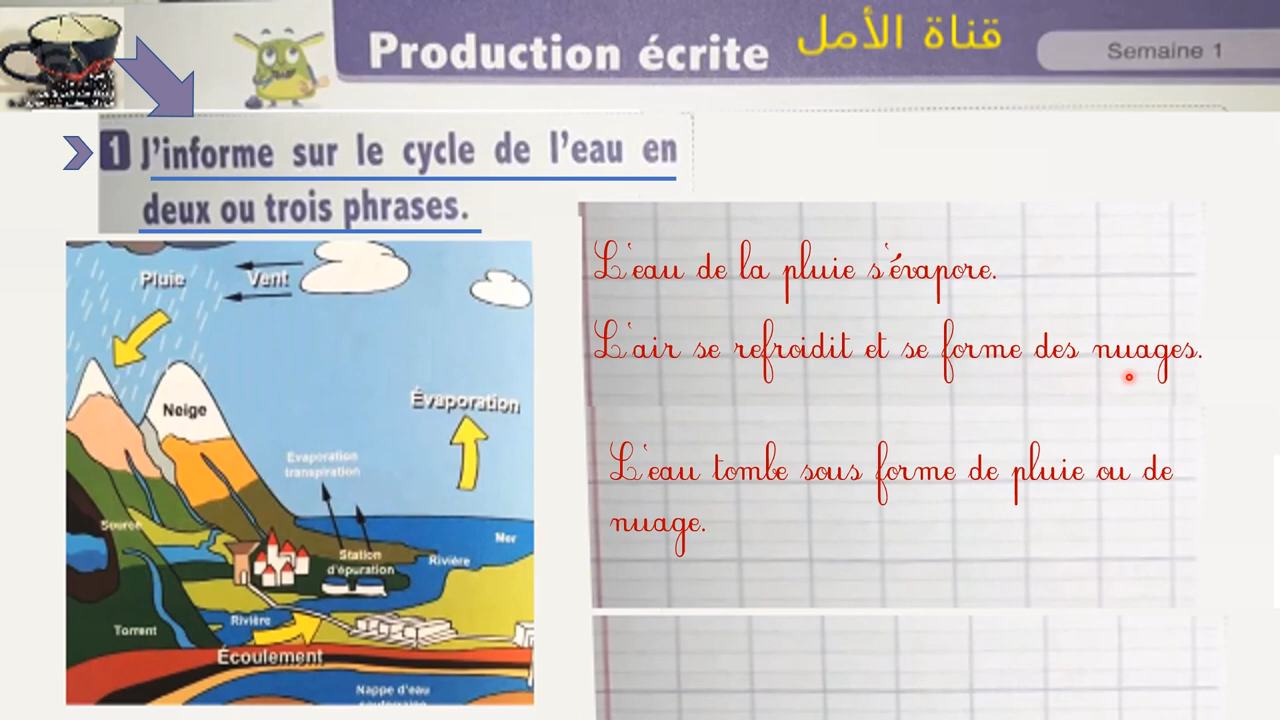 Production écrite
قناة الأمل
Semaine 1
1 J'informe sur le cycle de l'eau en
deux ou trois phrases.
Pluie
Vent
Neige
Évaporation
Evaporation
transpiration
Source
Station
d'épuration
Rivière
Mer
Torrent
Rivière
Écoulement
Nappe d'eau
souterraine
L'eau de la pluie s'évapore.
L'air se refroidit et se forme des nuages.
L'eau tombe sous forme de pluie ou de
nuage.